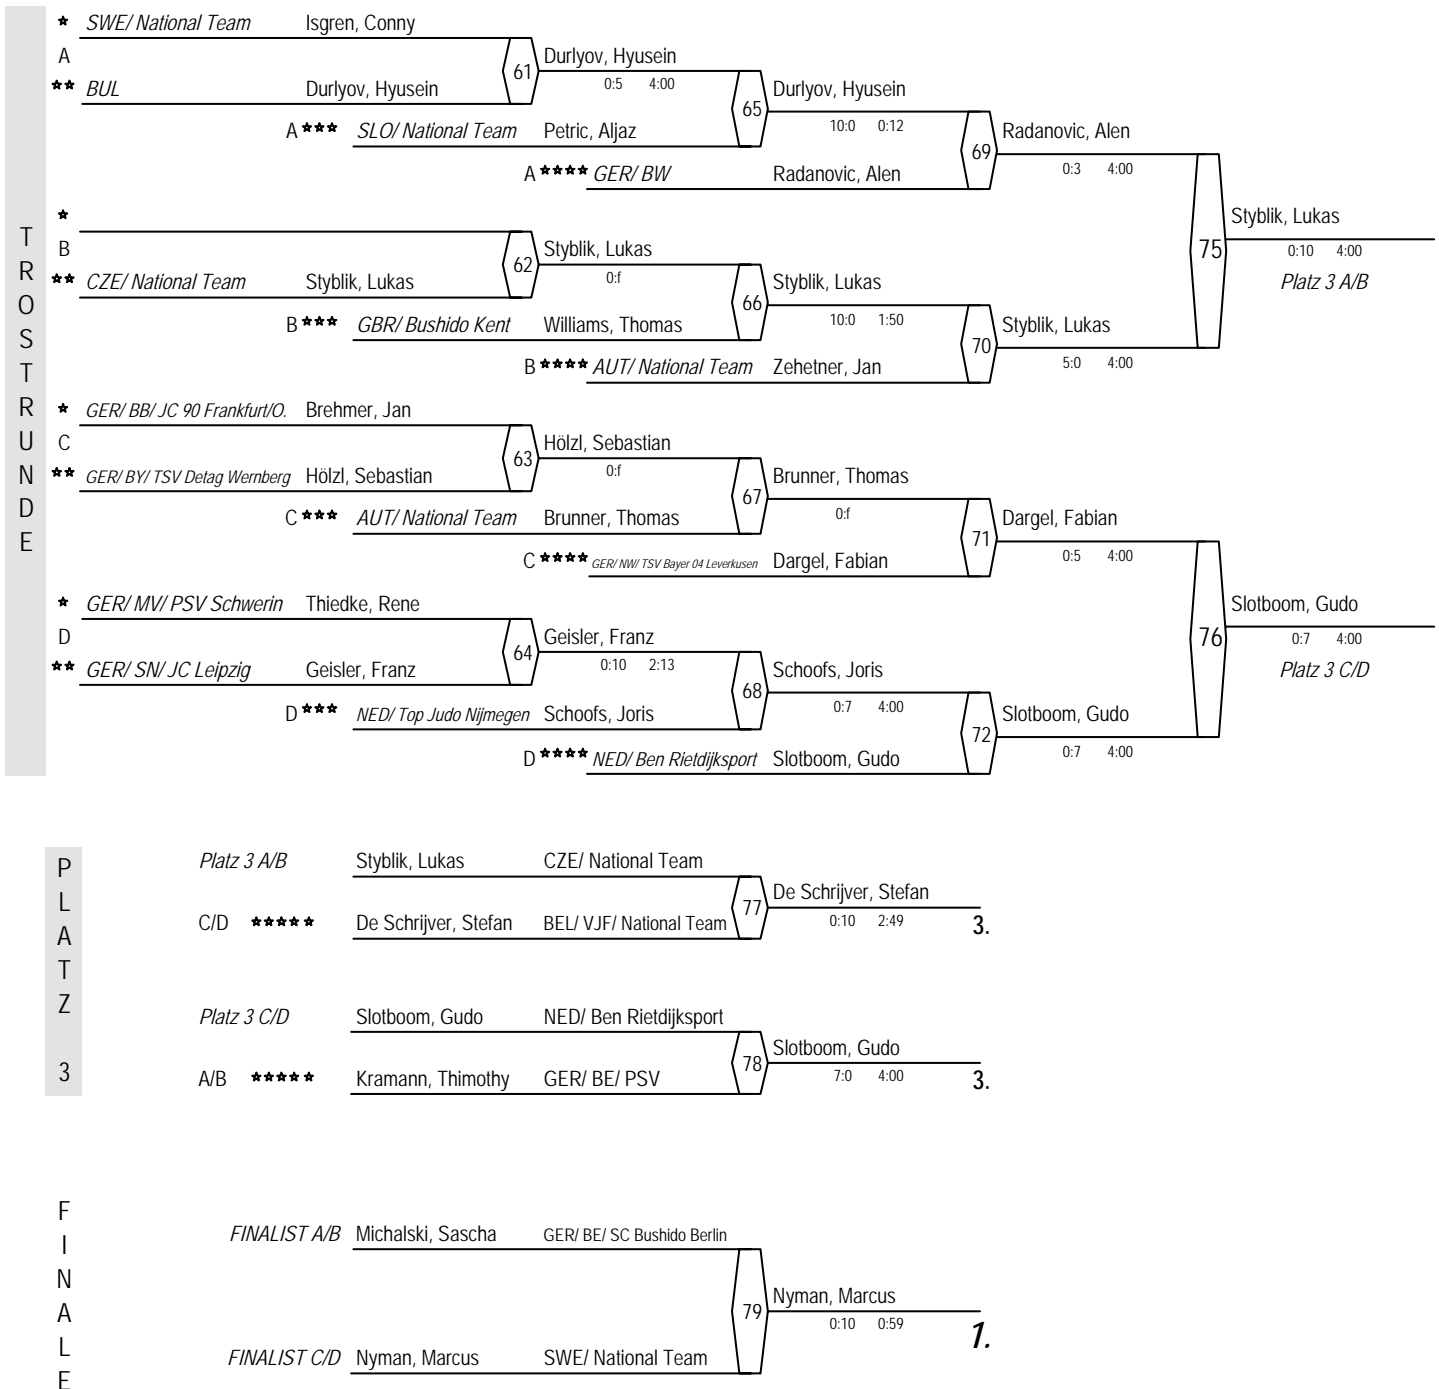 TROSTRUNDE
* SWE/ National Team Isgren, Conny
A
** BUL Durlyov, Hyusein
61 Durlyov, Hyusein
0:5 4:00
A *** SLO/ National Team Petric, Aljaz
65 Durlyov, Hyusein
10:0 0:12
A **** GER/ BW Radanovic, Alen
69 Radanovic, Alen
0:3 4:00
*
B
** CZE/ National Team Styblik, Lukas
62 Styblik, Lukas
0:f
B *** GBR/ Bushido Kent Williams, Thomas
66 Styblik, Lukas
10:0 1:50
B **** AUT/ National Team Zehetner, Jan
70 Styblik, Lukas
5:0 4:00
75 Styblik, Lukas
0:10 4:00
Platz 3 A/B
* GER/ BB/ JC 90 Frankfurt/O. Brehmer, Jan
C
** GER/ BY/ TSV Detag Wernberg Hölzl, Sebastian
63 Hölzl, Sebastian
0:f
C *** AUT/ National Team Brunner, Thomas
67 Brunner, Thomas
0:f
C **** GER/ NW/ TSV Bayer 04 Leverkusen Dargel, Fabian
71 Dargel, Fabian
0:5 4:00
* GER/ MV/ PSV Schwerin Thiedke, Rene
D
** GER/ SN/ JC Leipzig Geisler, Franz
64 Geisler, Franz
0:10 2:13
D *** NED/ Top Judo Nijmegen Schoofs, Joris
68 Schoofs, Joris
0:7 4:00
D **** NED/ Ben Rietdijksport Slotboom, Gudo
72 Slotboom, Gudo
0:7 4:00
76 Slotboom, Gudo
0:7 4:00
Platz 3 C/D
PLATZ 3
Platz 3 A/B Styblik, Lukas CZE/ National Team
C/D ***** De Schrijver, Stefan BEL/ VJF/ National Team
77 De Schrijver, Stefan
0:10 2:49 3.
Platz 3 C/D Slotboom, Gudo NED/ Ben Rietdijksport
A/B ***** Kramann, Thimothy GER/ BE/ PSV
78 Slotboom, Gudo
7:0 4:00 3.
FINALE
FINALIST A/B Michalski, Sascha GER/ BE/ SC Bushido Berlin
79 Nyman, Marcus
0:10 0:59 1.
FINALIST C/D Nyman, Marcus SWE/ National Team